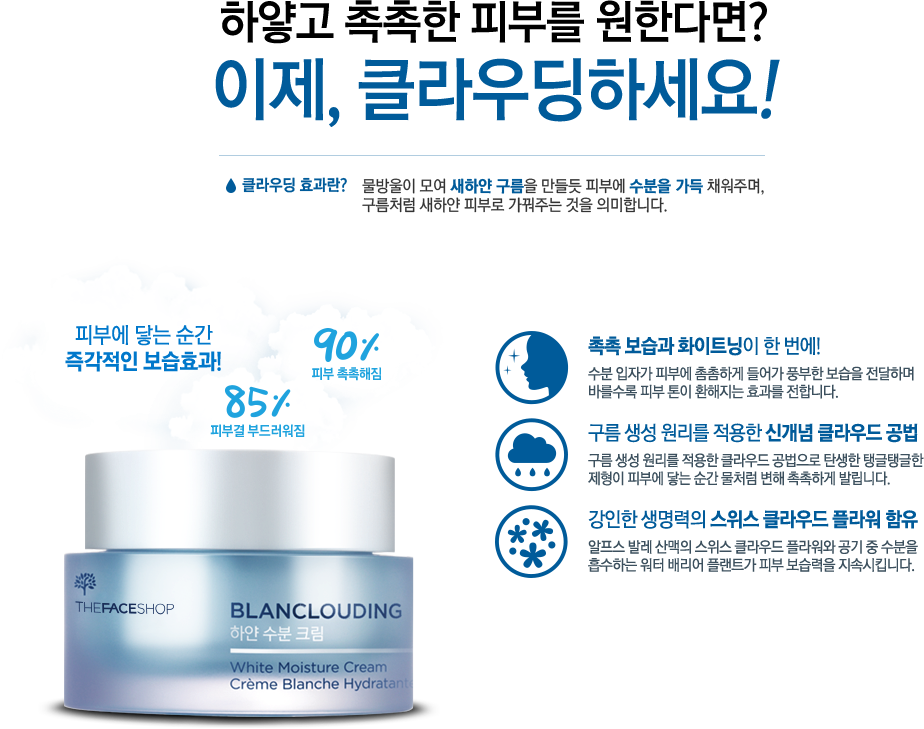 하얗고 촉촉한 피부를 원한다면?
이제, 클라우딩하세요!
클라우딩 효과란?
물방울이 모여 새하얀 구름을 만들듯 피부에 수분을 가득 채워주며,
구름처럼 새하얀 피부로 가꿔주는 것을 의미합니다.
피부에 닿는 순간
즉각적인 보습효과!
90%
피부 촉촉해짐
85%
피부결 부드러워짐
THEFACESHOP
BLANCLOUDING
하얀 수분 크림
White Moisture Cream
Crème Blanche Hydratante
촉촉 보습과 화이트닝이 한 번에!
수분 입자가 피부에 촘촘하게 들어가 풍부한 보습을 전달하며
바를수록 피부 톤이 환해지는 효과를 전합니다.
구름 생성 원리를 적용한 신개념 클라우드 공법
구름 생성 원리를 적용한 클라우드 공법으로 탄생한 탱글탱글한
제형이 피부에 닿는 순간 물처럼 변해 촉촉하게 발립니다.
강인한 생명력의 스위스 클라우드 플라워 함유
알프스 발레 산맥의 스위스 클라우드 플라워와 공기 중 수분을
흡수하는 워터 배리어 플랜트가 피부 보습력을 지속시킵니다.